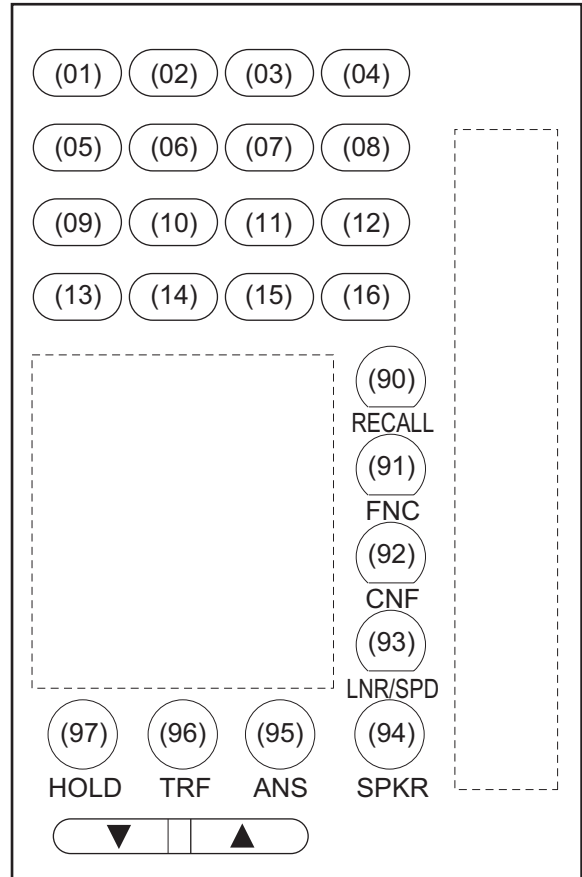 (01) (02) (03) (04)
(05) (06) (07) (08)
(09) (10) (11) (12)
(13) (14) (15) (16)
(90)
RECALL
(91)
FNC
(92)
CNF
(93)
LNR/SPD
(97) (96) (95) (94)
HOLD TRF ANS SPKR
▼ ▲